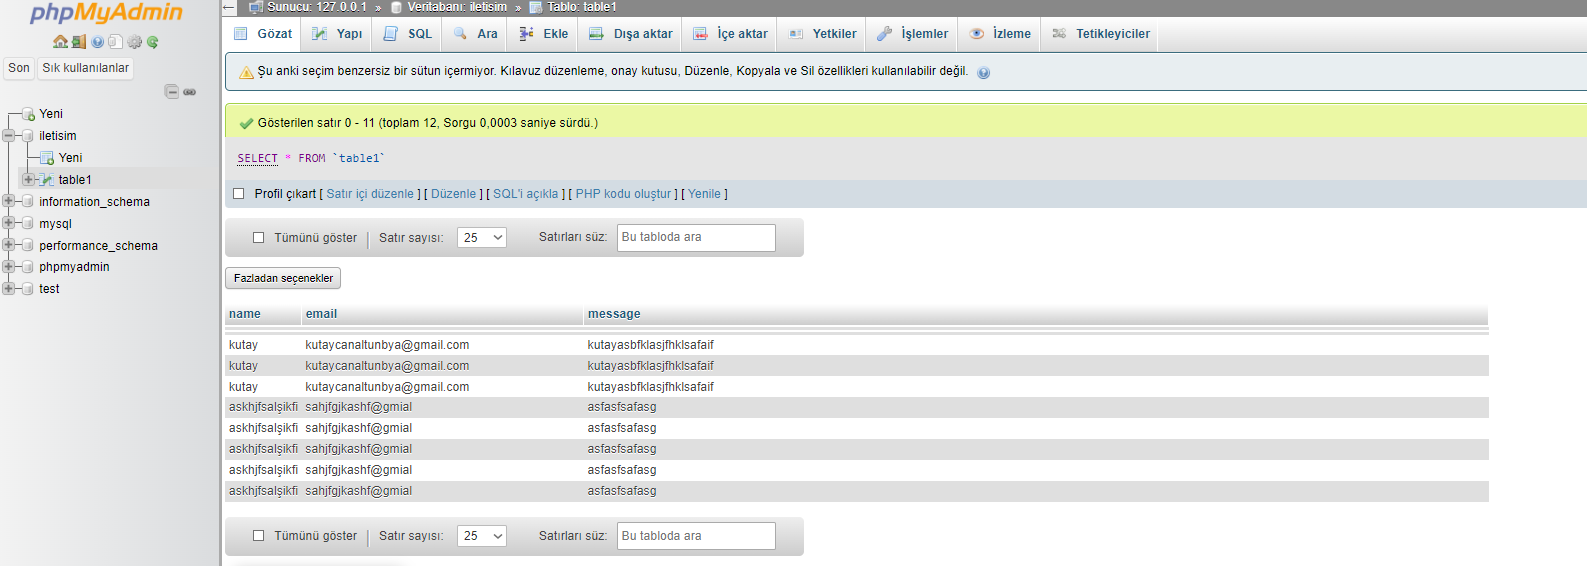 phpMyAdmin
Son Sık kullanılanlar
Yeni
iletisim
Yeni
table1
information_schema
mysql
performance_schema
phpmyadmin
test
Sunucu: 127.0.0.1 » Veritabanı: iletisim » Tablo: table1
Gözat Yapı SQL Ara Ekle Dışa aktar İçe aktar Yetkiler İşlemler İzleme Tetikleyiciler
Şu anki seçim benzersiz bir sütun içermiyor. Kılavuz düzenleme, onay kutusu, Düzenle, Kopyala ve Sil özellikleri kullanılabilir değil.
Gösterilen satır 0 - 11 (toplam 12, Sorgu 0,0003 saniye sürdü.)
SELECT * FROM `table1`
Profil çıkart [ Satır içi düzenle ] [ Düzenle ] [ SQL'i açıkla ] [ PHP kodu oluştur ] [ Yenile ]
Tümünü göster Satır sayısı: 25 Satırları süz: Bu tabloda ara
Fazladan seçenekler
name email message
kutay kutaycanaltunbya@gmail.com kutayasbfklasjfhklsafaif
kutay kutaycanaltunbya@gmail.com kutayasbfklasjfhklsafaif
kutay kutaycanaltunbya@gmail.com kutayasbfklasjfhklsafaif
askhjfsalşikfi sahjfgjkashf@gmial asfasfsafasg
askhjfsalşikfi sahjfgjkashf@gmial asfasfsafasg
askhjfsalşikfi sahjfgjkashf@gmial asfasfsafasg
askhjfsalşikfi sahjfgjkashf@gmial asfasfsafasg
askhjfsalşikfi sahjfgjkashf@gmial asfasfsafasg
Tümünü göster Satır sayısı: 25 Satırları süz: Bu tabloda ara